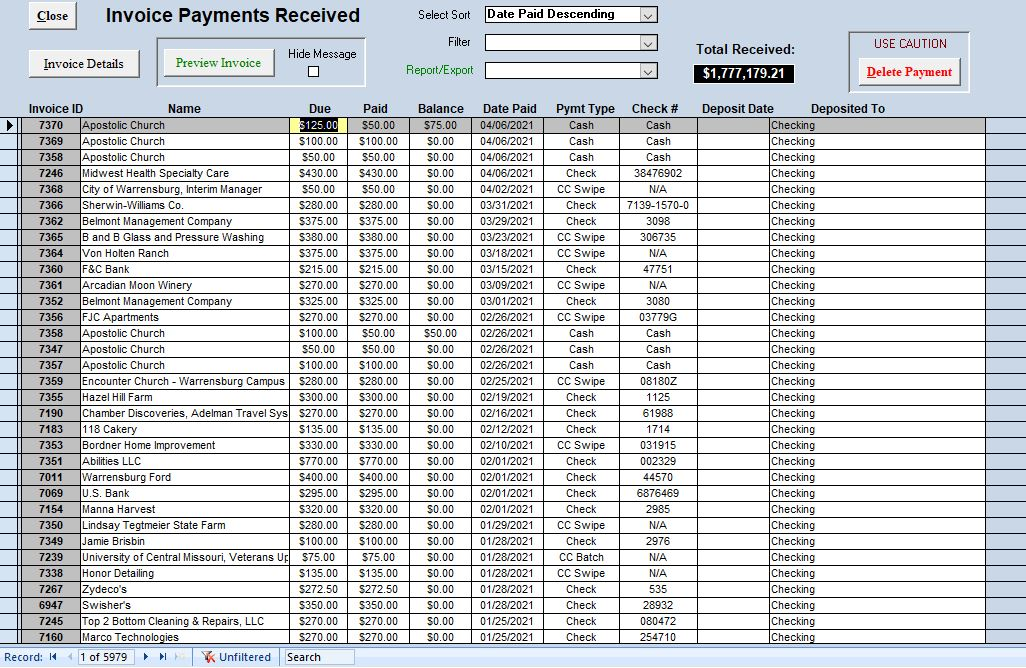 Close Invoice Payments Received Select Sort Date Paid Descending
Filter
Invoice Details Preview Invoice Hide Message Report/Export Total Received: $1,777,179.21 USE CAUTION Delete Payment
Invoice ID Name Due Paid Balance Date Paid Pymt Type Check # Deposit Date Deposited To
7370 Apostolic Church $125.00 $50.00 $75.00 04/06/2021 Cash Cash Checking
7369 Apostolic Church $100.00 $100.00 $0.00 04/06/2021 Cash Cash Checking
7358 Apostolic Church $50.00 $50.00 $0.00 04/06/2021 Cash Cash Checking
7246 Midwest Health Specialty Care $430.00 $430.00 $0.00 04/06/2021 Check 38476902 Checking
7368 City of Warrensburg, Interim Manager $50.00 $50.00 $0.00 04/02/2021 CC Swipe N/A Checking
7366 Sherwin-Williams Co. $280.00 $280.00 $0.00 03/31/2021 Check 7139-1570-0 Checking
7362 Belmont Management Company $375.00 $375.00 $0.00 03/29/2021 Check 3098 Checking
7365 B and B Glass and Pressure Washing $380.00 $380.00 $0.00 03/23/2021 CC Swipe 306735 Checking
7364 Von Holten Ranch $375.00 $375.00 $0.00 03/18/2021 CC Swipe N/A Checking
7360 F&C Bank $215.00 $215.00 $0.00 03/15/2021 Check 47751 Checking
7361 Arcadian Moon Winery $270.00 $270.00 $0.00 03/09/2021 CC Swipe N/A Checking
7352 Belmont Management Company $325.00 $325.00 $0.00 03/01/2021 Check 3080 Checking
7356 FJC Apartments $270.00 $270.00 $0.00 02/26/2021 CC Swipe 03779G Checking
7358 Apostolic Church $100.00 $50.00 $50.00 02/26/2021 Cash Cash Checking
7347 Apostolic Church $50.00 $50.00 $0.00 02/26/2021 Cash Cash Checking
7357 Apostolic Church $100.00 $100.00 $0.00 02/26/2021 Cash Cash Checking
7359 Encounter Church - Warrensburg Campus $280.00 $280.00 $0.00 02/25/2021 CC Swipe 08180Z Checking
7355 Hazel Hill Farm $300.00 $300.00 $0.00 02/19/2021 Check 1125 Checking
7190 Chamber Discoveries, Adelman Travel Sys $270.00 $270.00 $0.00 02/16/2021 Check 61988 Checking
7183 118 Cakery $135.00 $135.00 $0.00 02/12/2021 Check 1714 Checking
7353 Bordner Home Improvement $330.00 $330.00 $0.00 02/10/2021 CC Swipe 031915 Checking
7351 Abilities LLC $770.00 $770.00 $0.00 02/01/2021 Check 002329 Checking
7011 Warrensburg Ford $400.00 $400.00 $0.00 02/01/2021 Check 44570 Checking
7069 U.S. Bank $295.00 $295.00 $0.00 02/01/2021 Check 6876469 Checking
7154 Manna Harvest $320.00 $320.00 $0.00 02/01/2021 Check 2985 Checking
7350 Lindsay Tegtmeier State Farm $280.00 $280.00 $0.00 01/29/2021 CC Swipe N/A Checking
7349 Jamie Brisbin $100.00 $100.00 $0.00 01/28/2021 Check 2976 Checking
7239 University of Central Missouri, Veterans Up $75.00 $75.00 $0.00 01/28/2021 CC Batch N/A Checking
7338 Honor Detailing $135.00 $135.00 $0.00 01/28/2021 CC Swipe N/A Checking
7267 Zydeco's $272.50 $272.50 $0.00 01/28/2021 Check 535 Checking
6947 Swisher's $350.00 $350.00 $0.00 01/28/2021 Check 28932 Checking
7245 Top 2 Bottom Cleaning & Repairs, LLC $270.00 $270.00 $0.00 01/25/2021 Check 080472 Checking
7160 Marco Technologies $270.00 $270.00 $0.00 01/25/2021 Check 254710 Checking
Record: 1 of 5979 Unfiltered Search